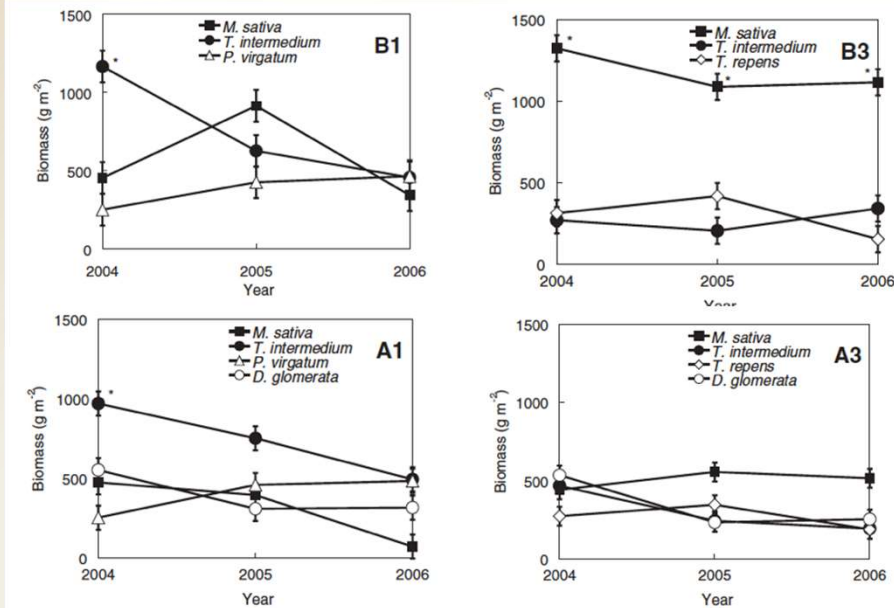 1500
M. sativa
T. intermedium
P. virgatum
B1
*
1000
Biomass (g m-2)
500
0
2004
2005
2006
Year
1500
M. sativa
T. intermedium
T. repens
B3
*
*
*
1000
Biomass (g m-2)
500
0
2004
2005
2006
1500
M. sativa
T. intermedium
P. virgatum
D. glomerata
A1
*
1000
Biomass (g m-2)
500
0
2004
2005
2006
Year
1500
M. sativa
T. intermedium
T. repens
D. glomerata
A3
1000
Biomass (g m-2)
500
0
2004
2005
2006
Year